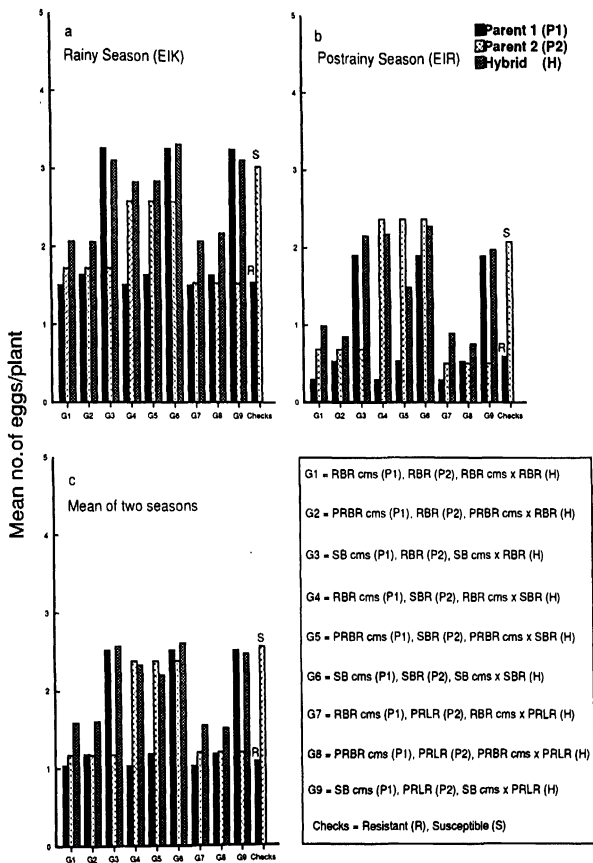 Mean no. of eggs/plant
a
Rainy Season (EIK)
5
4
3
2
1
0
S
R
G1 G2 G3 G4 G5 G6 G7 G8 G9 Checks
b
Postrainy Season (EIR)
Parent 1 (P1)
Parent 2 (P2)
Hybrid (H)
5
4
3
2
1
0
S
R
G1 G2 G3 G4 G5 G6 G7 G8 G9 Checks
c
Mean of two seasons
5
4
3
2
1
0
S
R
G1 G2 G3 G4 G5 G6 G7 G8 G9 Checks
G1 = RBR cms (P1), RBR (P2), RBR cms x RBR (H)
G2 = PRBR cms (P1), RBR (P2), PRBR cms x RBR (H)
G3 = SB cms (P1), RBR (P2), SB cms x RBR (H)
G4 = RBR cms (P1), SBR (P2), RBR cms x SBR (H)
G5 = PRBR cms (P1), SBR (P2), PRBR cms x SBR (H)
G6 = SB cms (P1), SBR (P2), SB cms x SBR (H)
G7 = RBR cms (P1), PRLR (P2), RBR cms x PRLR (H)
G8 = PRBR cms (P1), PRLR (P2), PRBR cms x PRLR (H)
G9 = SB cms (P1), PRLR (P2), SB cms x PRLR (H)
Checks = Resistant (R), Susceptible (S)